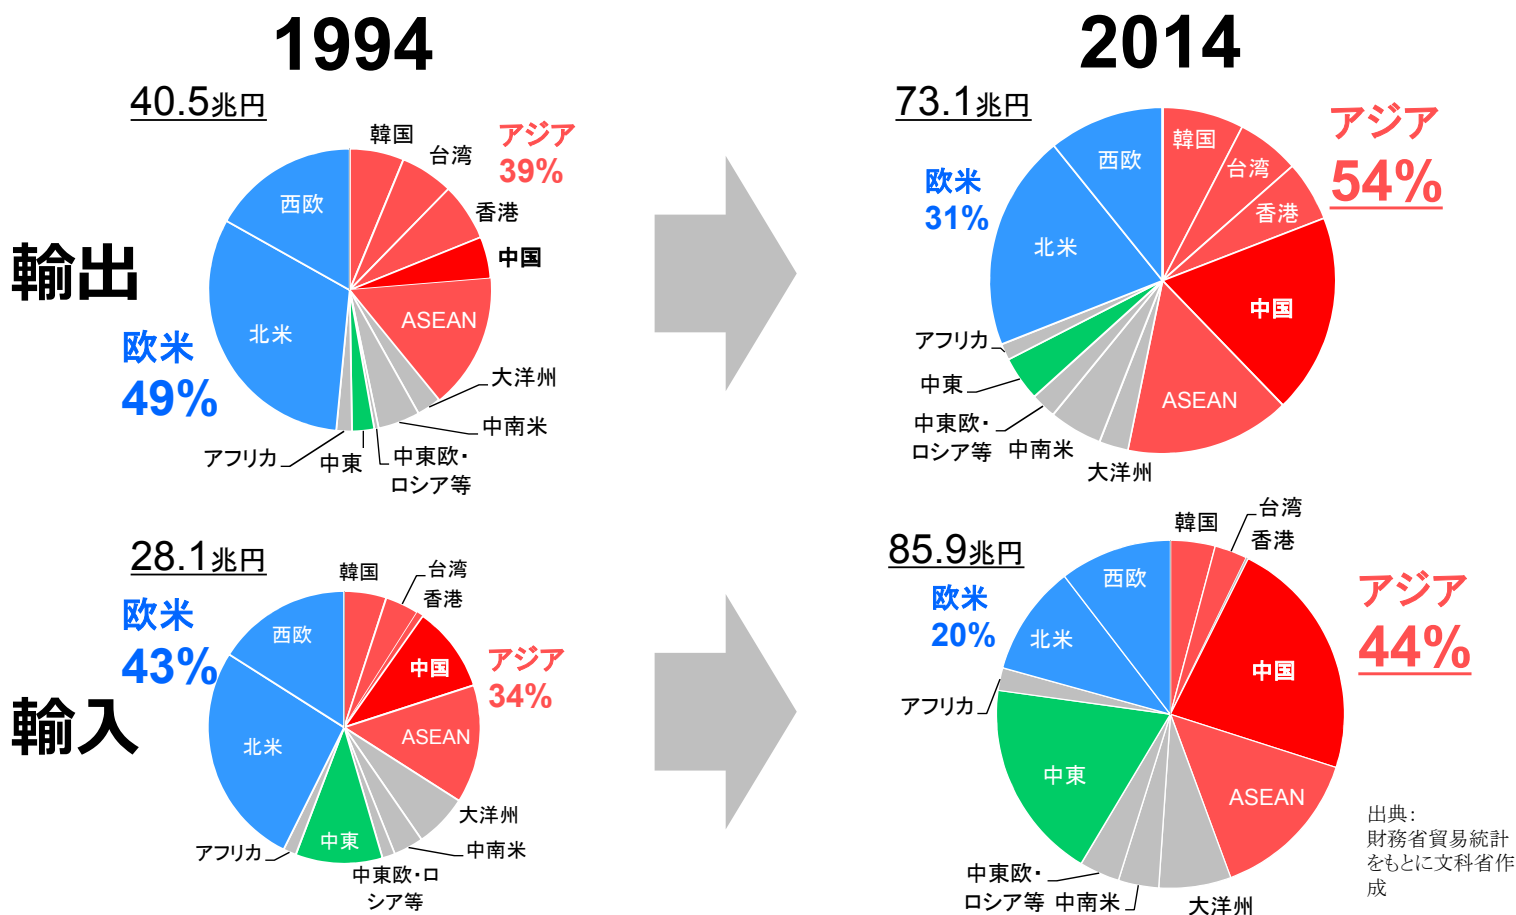 1994
2014
輸出
40.5兆円
韓国
台湾
アジア
39%
香港
中国
ASEAN
大洋州
中南米
中東欧・
ロシア等
中東
アフリカ
北米
西欧
欧米
49%
73.1兆円
韓国
台湾
香港
アジア
54%
中国
ASEAN
大洋州
中南米
中東欧・
ロシア等
中東
アフリカ
北米
西欧
欧米
31%
輸入
28.1兆円
韓国
台湾
香港
中国
アジア
34%
ASEAN
大洋州
中南米
中東欧・ロ
シア等
中東
アフリカ
北米
西欧
欧米
43%
85.9兆円
韓国
台湾
香港
中国
アジア
44%
ASEAN
大洋州
中南米
中東欧・
ロシア等
中東
アフリカ
北米
西欧
欧米
20%
出典：
財務省貿易統計
をもとに文科省作
成